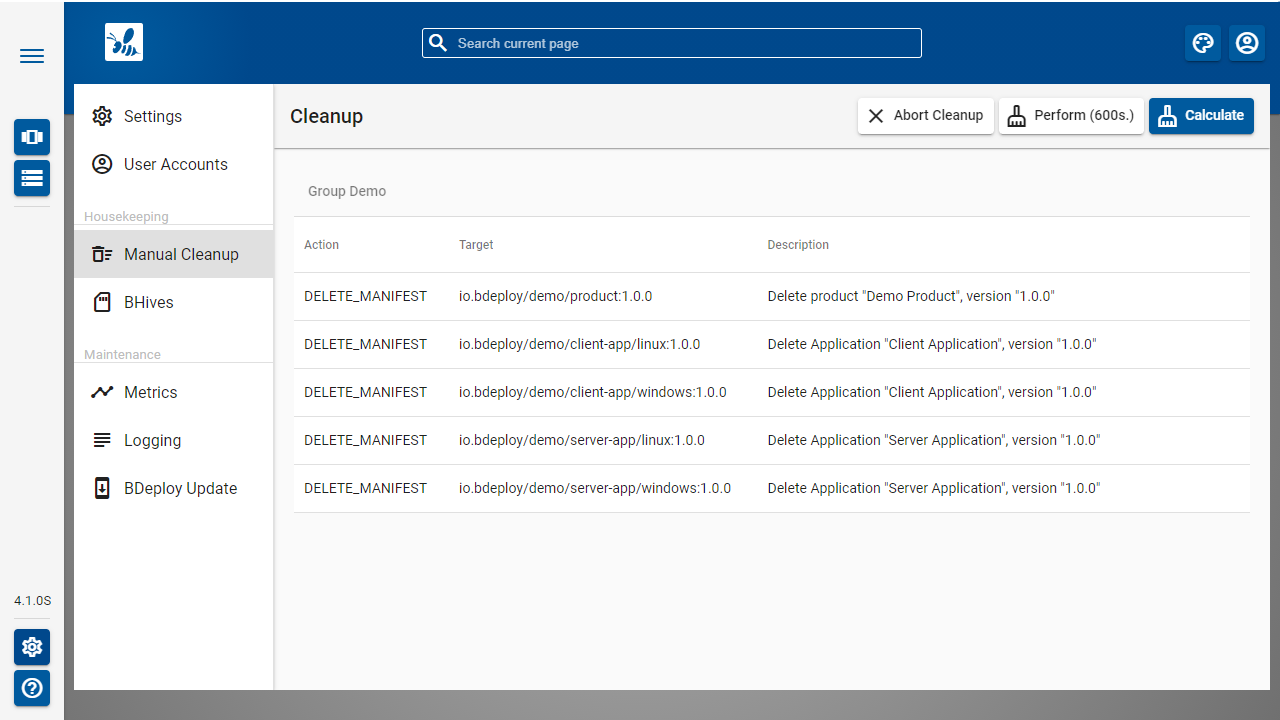 Search current page
Settings
User Accounts
Housekeeping
Manual Cleanup
BHives
Maintenance
Metrics
Logging
BDeploy Update
4.1.0S
Cleanup
Abort Cleanup
Perform (600s.)
Calculate
Group Demo
Action Target Description
DELETE_MANIFEST io.bdeploy/demo/product:1.0.0 Delete product "Demo Product", version "1.0.0"
DELETE_MANIFEST io.bdeploy/demo/client-app/linux:1.0.0 Delete Application "Client Application", version "1.0.0"
DELETE_MANIFEST io.bdeploy/demo/client-app/windows:1.0.0 Delete Application "Client Application", version "1.0.0"
DELETE_MANIFEST io.bdeploy/demo/server-app/linux:1.0.0 Delete Application "Server Application", version "1.0.0"
DELETE_MANIFEST io.bdeploy/demo/server-app/windows:1.0.0 Delete Application "Server Application", version "1.0.0"